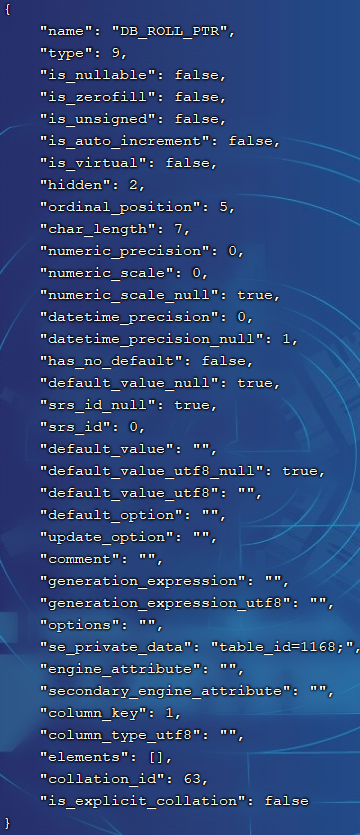 {
"name": "DB_ROLL_PTR",
"type": 9,
"is_nullable": false,
"is_zerofill": false,
"is_unsigned": false,
"is_auto_increment": false,
"is_virtual": false,
"hidden": 2,
"ordinal_position": 5,
"char_length": 7,
"numeric_precision": 0,
"numeric_scale": 0,
"numeric_scale_null": true,
"datetime_precision": 0,
"datetime_precision_null": 1,
"has_no_default": false,
"default_value_null": true,
"srs_id_null": true,
"srs_id": 0,
"default_value": "",
"default_value_utf8_null": true,
"default_value_utf8": "",
"default_option": "",
"update_option": "",
"comment": "",
"generation_expression": "",
"generation_expression_utf8": "",
"options": "",
"se_private_data": "table_id=1168;",
"engine_attribute": "",
"secondary_engine_attribute": "",
"column_key": 1,
"column_type_utf8": "",
"elements": [],
"collation_id": 63,
"is_explicit_collation": false
}